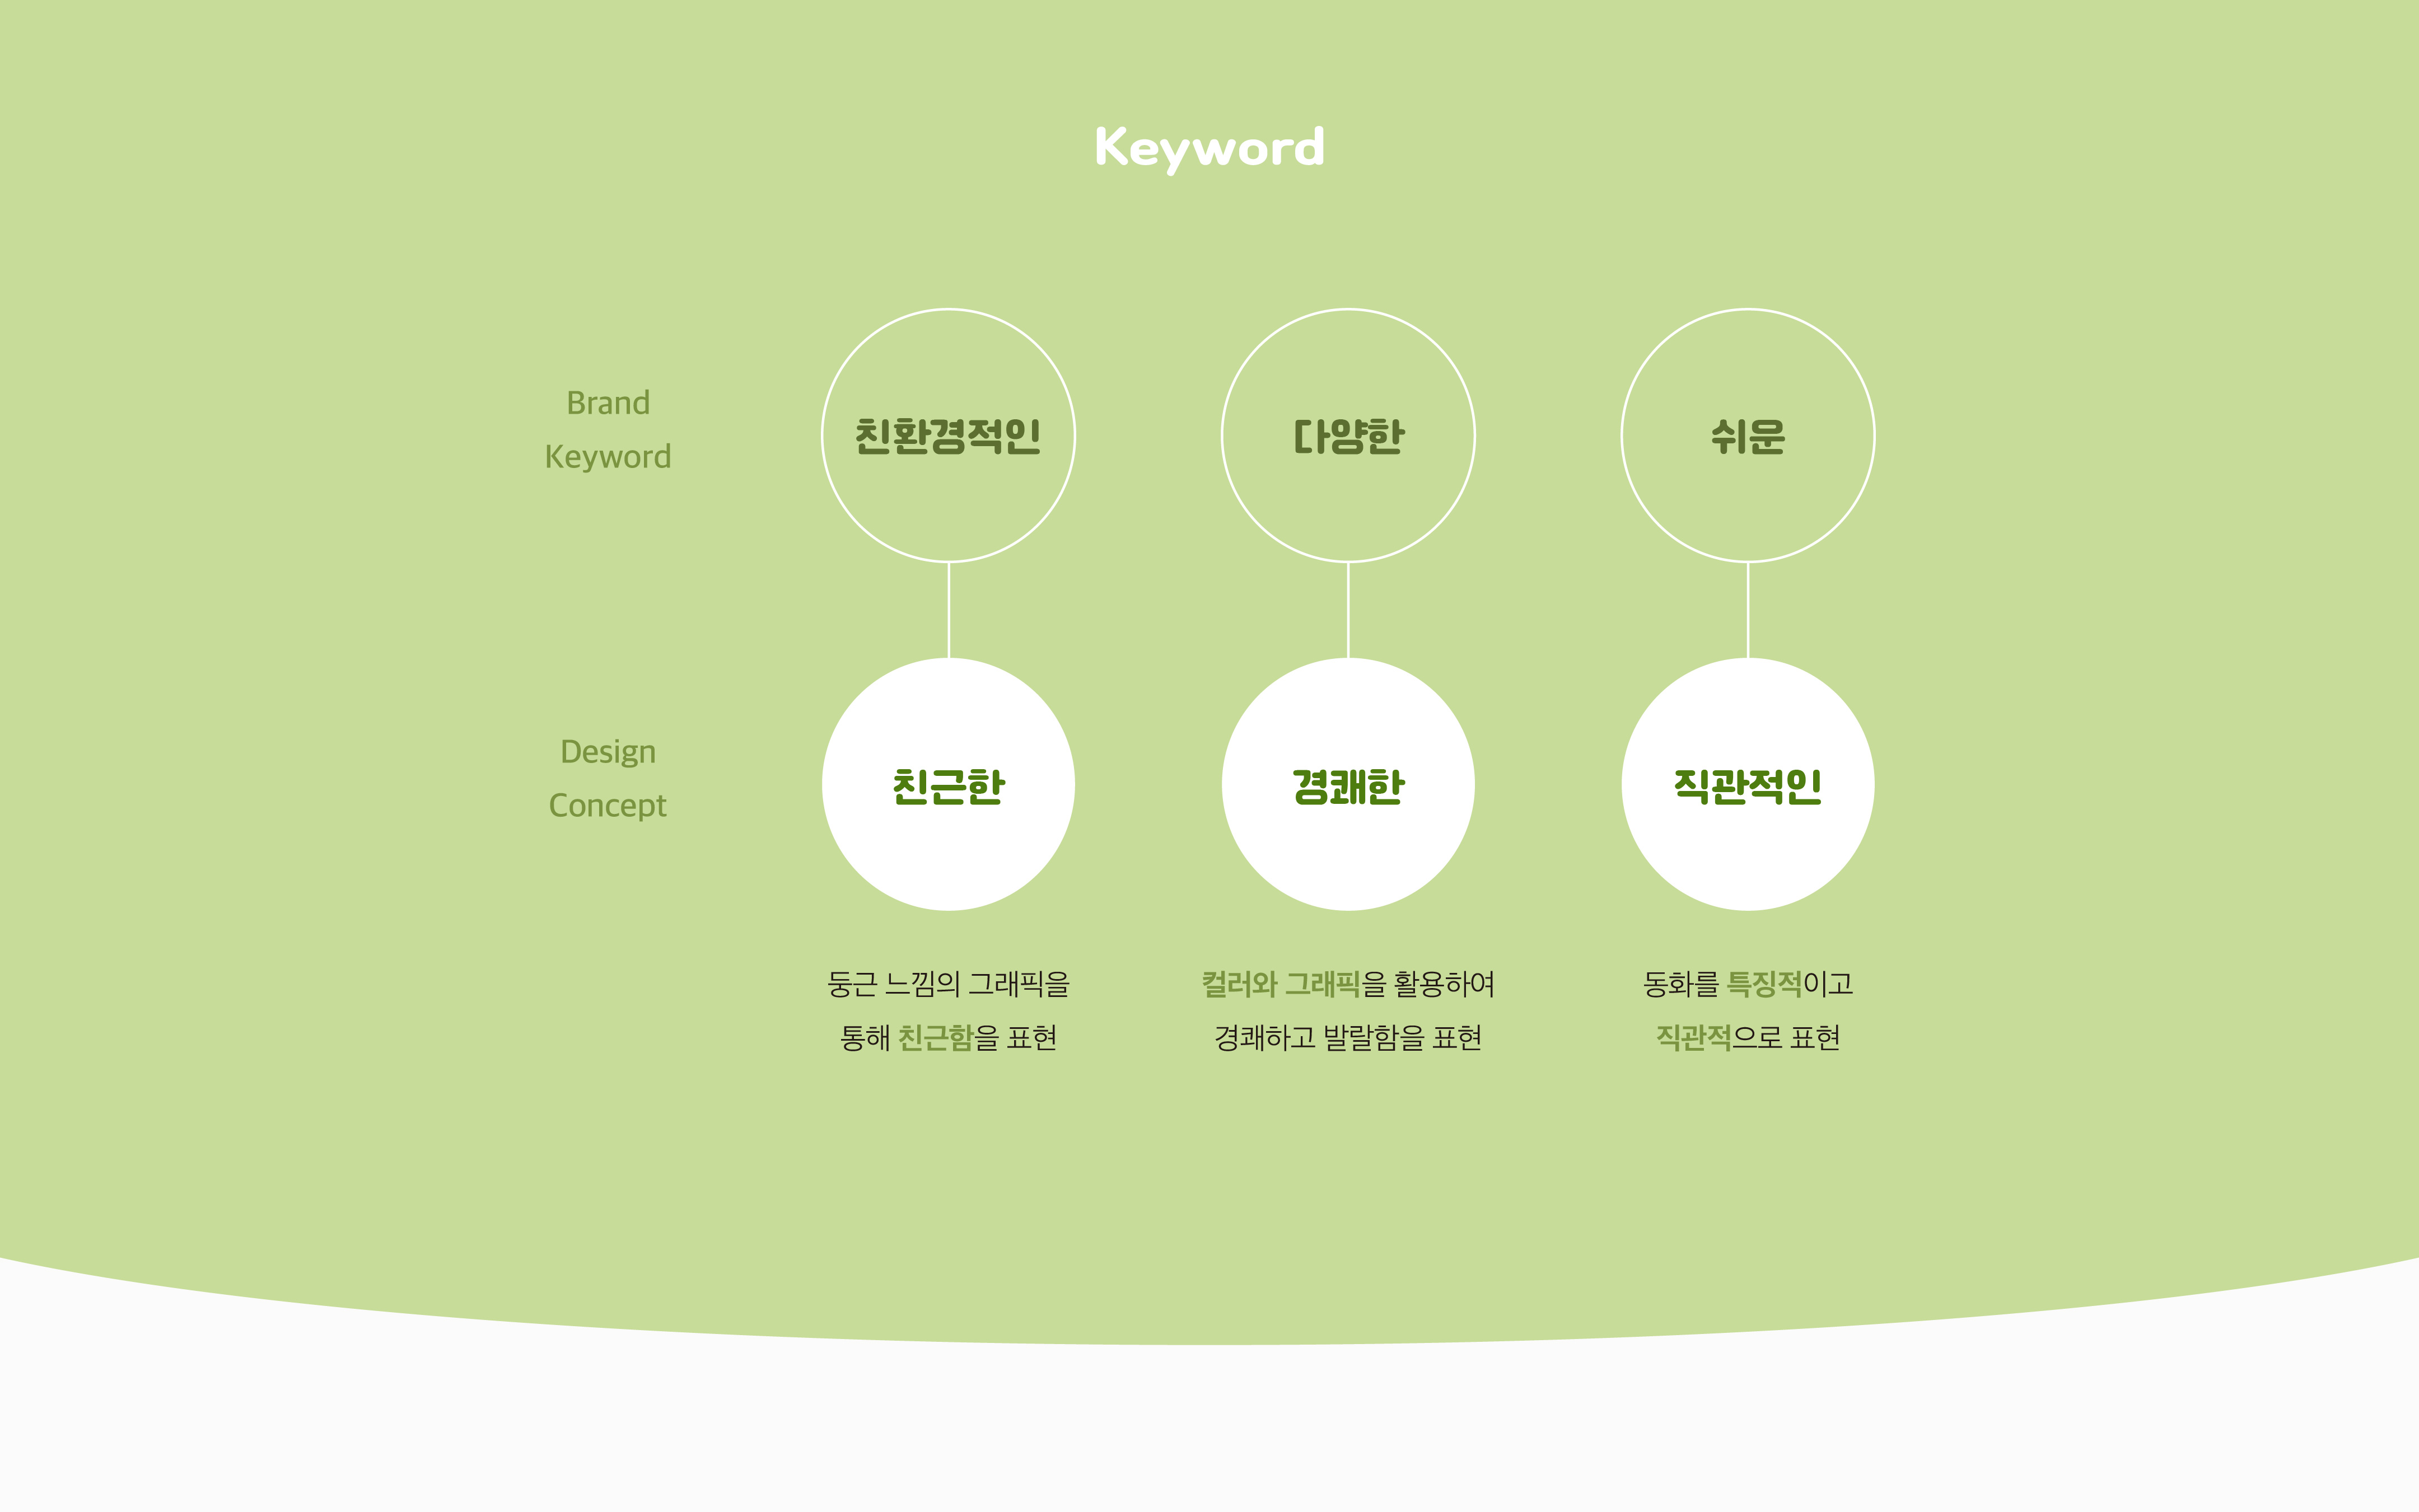 Keyword
Brand
Keyword
친환경적인
다양한
쉬운
Design
Concept
친근한
경쾌한
직관적인
둥근 느낌의 그래픽을
통해 친근함을 표현
컬러와 그래픽을 활용하여
경쾌하고 발랄함을 표현
동화를 특징적이고
직관적으로 표현